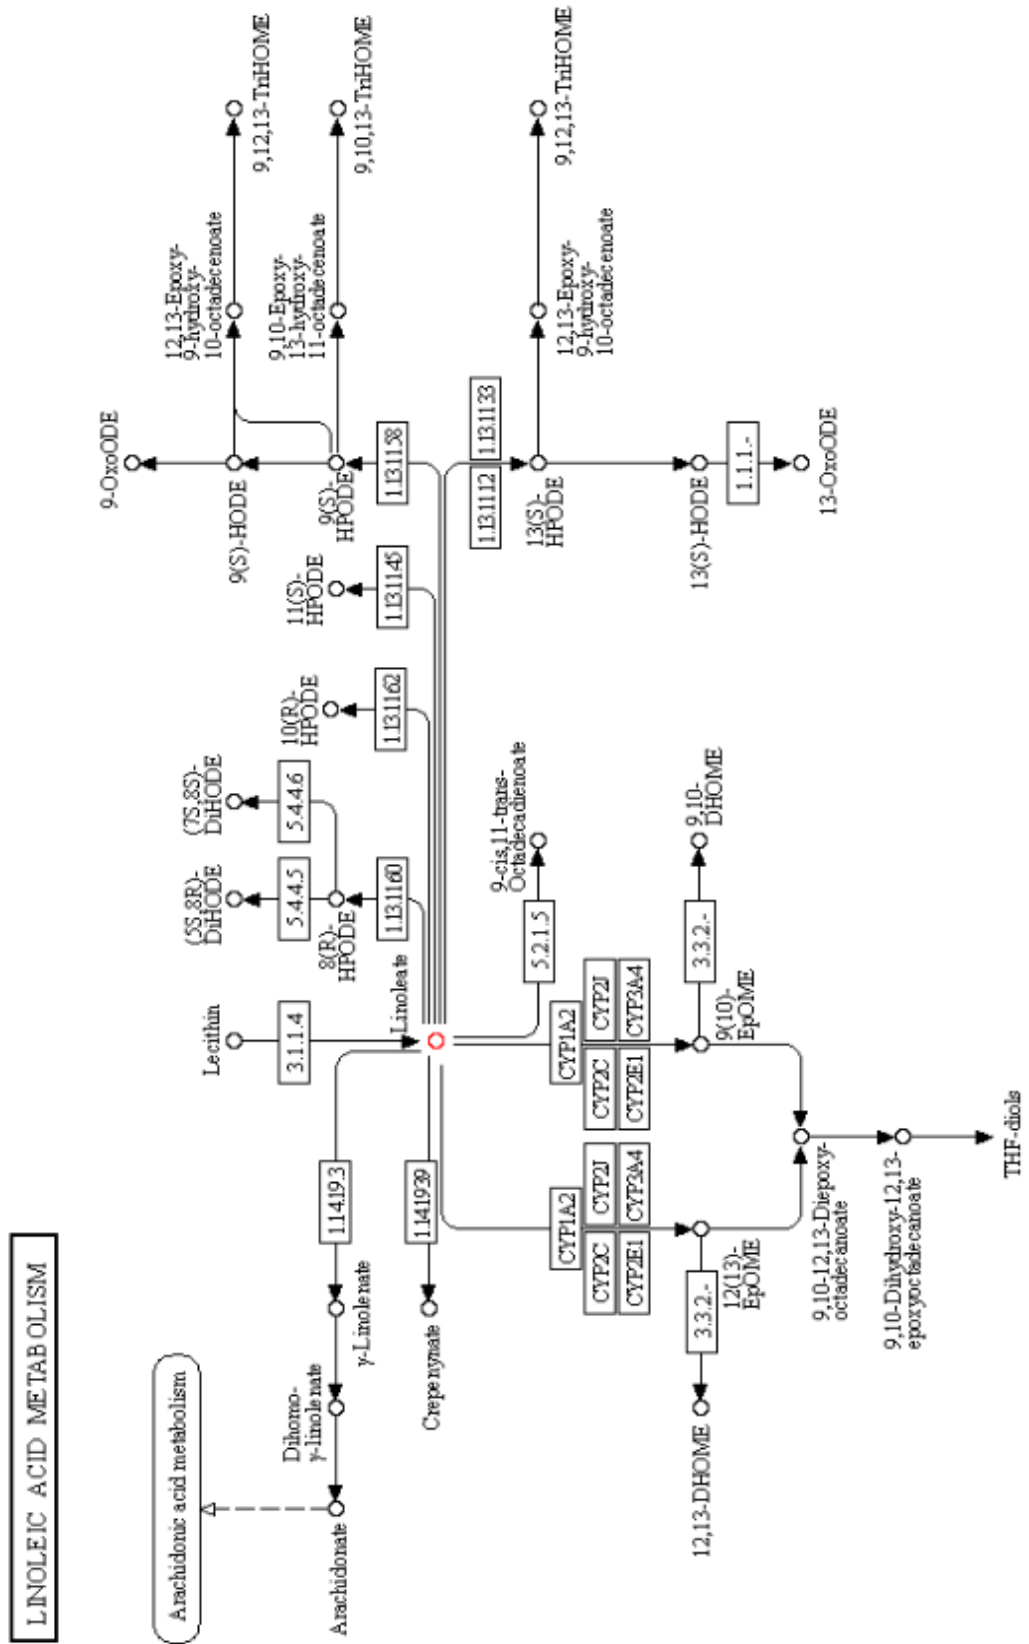 LINOLEIC ACID METABOLISM
Arachidonic acid metabolism
Lecithin
3.1.1.4
(5S,8R)-
DiHODE
5.4.4.5
(7S,8S)-
DiHODE
5.4.4.6
8(R)-
HPODE
1.13.11.60
10(R)-
HPODE
1.13.11.62
11(S)-
HPODE
1.13.11.45
9-OxoODE
9(S)-HODE
9(S)-
HPODE
1.13.11.58
12,13-Epoxy-
9-hydroxy-
10-octadecenoate
9,12,13-TriHOME
9,10-Epoxy-
13-hydroxy-
11-octadecenoate
9,10,13-TriHOME
Arachidonate
Dihomo-
γ-linolenate
γ-Linolenate
1.14.19.3
Linoleate
Crepenynate
1.14.19.39
1.13.11.12
1.13.11.33
13(S)-
HPODE
12,13-Epoxy-
9-hydroxy-
10-octadecenoate
9,12,13-TriHOME
13(S)-HODE
1.1.1.-
13-OxoODE
5.2.1.5
9-cis,11-trans-
Octadecadienoate
CYP1A2
CYP2C
CYP2J
CYP2E1
CYP3A4
CYP1A2
CYP2C
CYP2J
CYP2E1
CYP3A4
12,13-DHOME
3.3.2.-
12(13)-
EpOME
9(10)-
EpOME
3.3.2.-
9,10-
DHOME
9,10-12,13-Diepoxy-
octadecanoate
9,10-Dihydroxy-12,13-
epoxyoctadecanoate
THF-diols